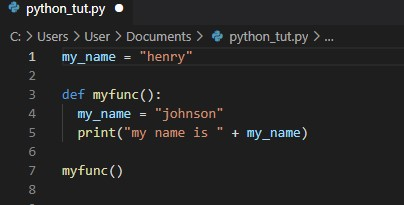 python_tut.py
C: > Users > User > Documents > python_tut.py > ...
1 my_name = "henry"
2
3 def myfunc():
4 my_name = "johnson"
5 print("my name is " + my_name)
6
7 myfunc()
8